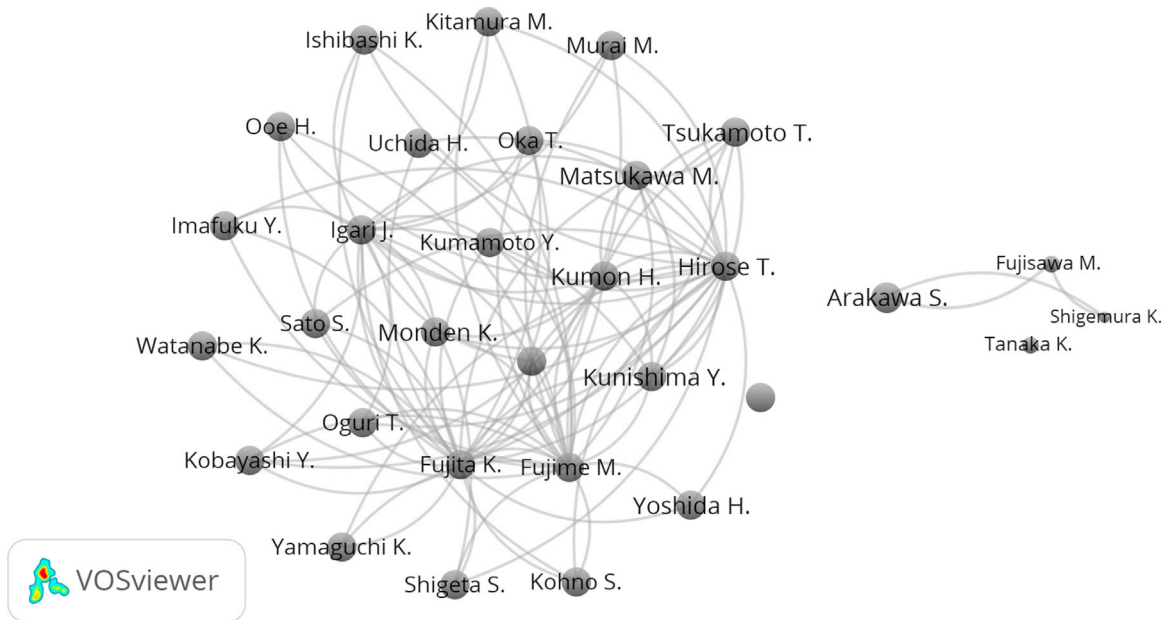 Kitamura M.
Ishibashi K.
Murai M.
Ooe H.
Uchida H.
Oka T.
Tsukamoto T.
Matsukawa M.
Imafuku Y.
Igari J.
Kumamoto Y.
Kumon H.
Hirose T.
Fujisawa M.
Arakawa S.
Shigemura K.
Sato S.
Monden K.
Watanabe K.
Tanaka K.
Kunishima Y.
Oguri T.
Kobayashi Y.
Fujita K.
Fujime M.
Yoshida H.
Yamaguchi K.
Shigeta S.
Kohno S.
VOSviewer